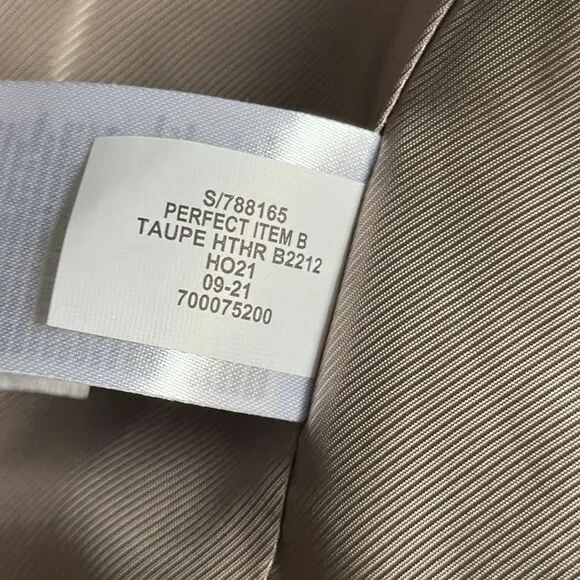 S/788165
PERFECT ITEM B
TAUPE HTHR B2212
HO21
09-21
700075200